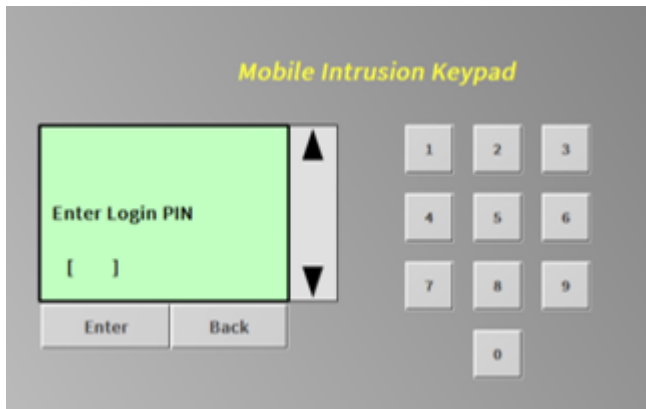 Mobile Intrusion Keypad
Enter Login PIN
[ ]
Enter Back
1 2 3
4 5 6
7 8 9
0